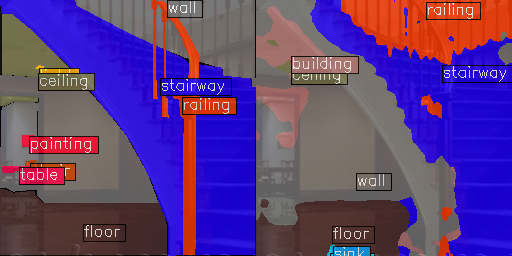 wall
ceiling
stairway
railing
painting
table
floor
railing
building
ceiling
stairway
wall
floor
sink